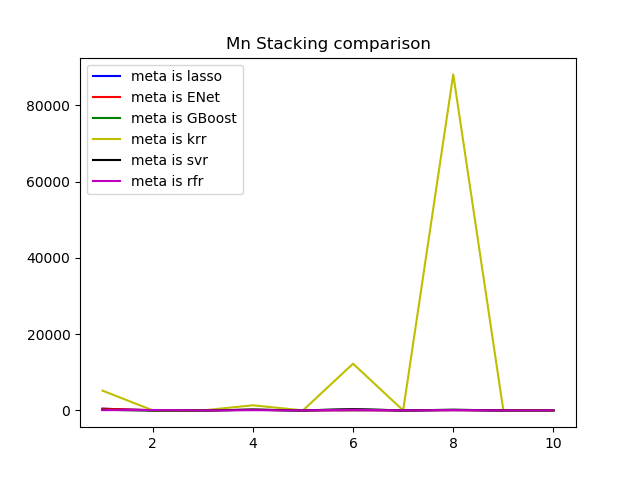 Mn Stacking comparison
meta is lasso
meta is ENet
meta is GBoost
meta is krr
meta is svr
meta is rfr
80000
60000
40000
20000
0
2 4 6 8 10